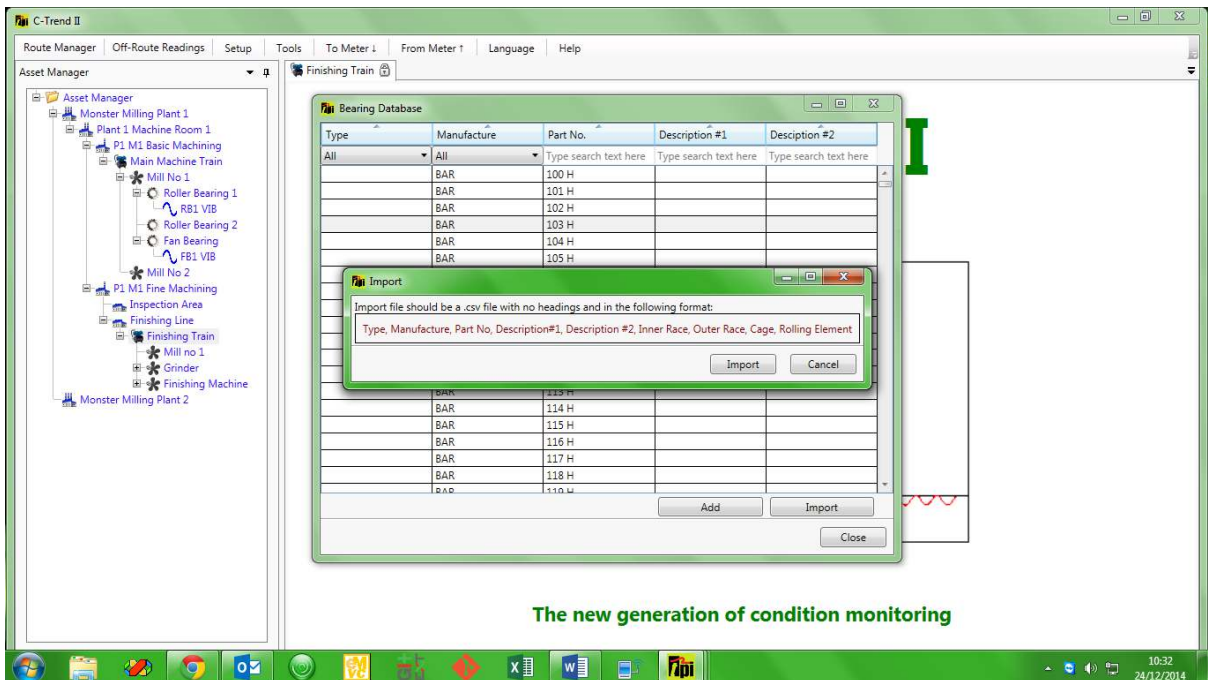 C-Trend II
Route Manager Off-Route Readings Setup Tools To Meter ↓ From Meter ↑ Language Help
Asset Manager
Finishing Train
Asset Manager
Monster Milling Plant 1
Plant 1 Machine Room 1
P1 M1 Basic Machining
Main Machine Train
Mill No 1
Roller Bearing 1
RB1 VIB
Roller Bearing 2
Fan Bearing
FB1 VIB
Mill No 2
P1 M1 Fine Machining
Inspection Area
Finishing Line
Finishing Train
Mill no 1
Grinder
Finishing Machine
Monster Milling Plant 2
Bearing Database
Type Manufacture Part No. Description #1 Desciption #2
All All Type search text here Type search text here Type search text here
BAR 100 H
BAR 101 H
BAR 102 H
BAR 103 H
BAR 104 H
BAR 105 H
Import
Import file should be a .csv file with no headings and in the following format:
Type, Manufacture, Part No, Description#1, Description #2, Inner Race, Outer Race, Cage, Rolling Element
Import Cancel
BAR 113 H
BAR 114 H
BAR 115 H
BAR 116 H
BAR 117 H
BAR 118 H
BAR 119 H
Add Import
Close
I
The new generation of condition monitoring
10:32
24/12/2014